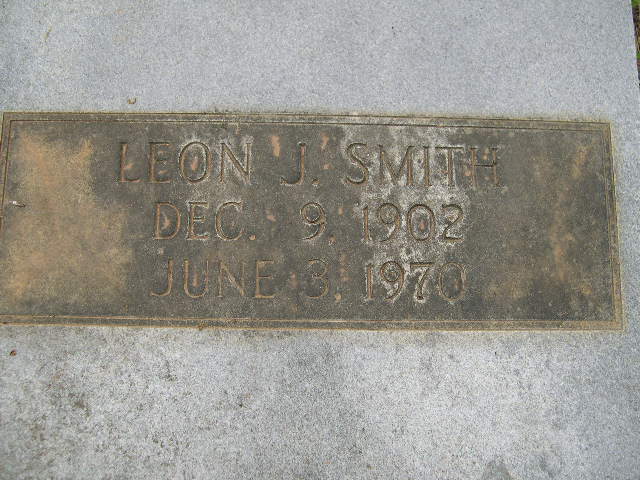 LEON J. SMITH
DEC. 9, 1902
JUNE 3, 1970